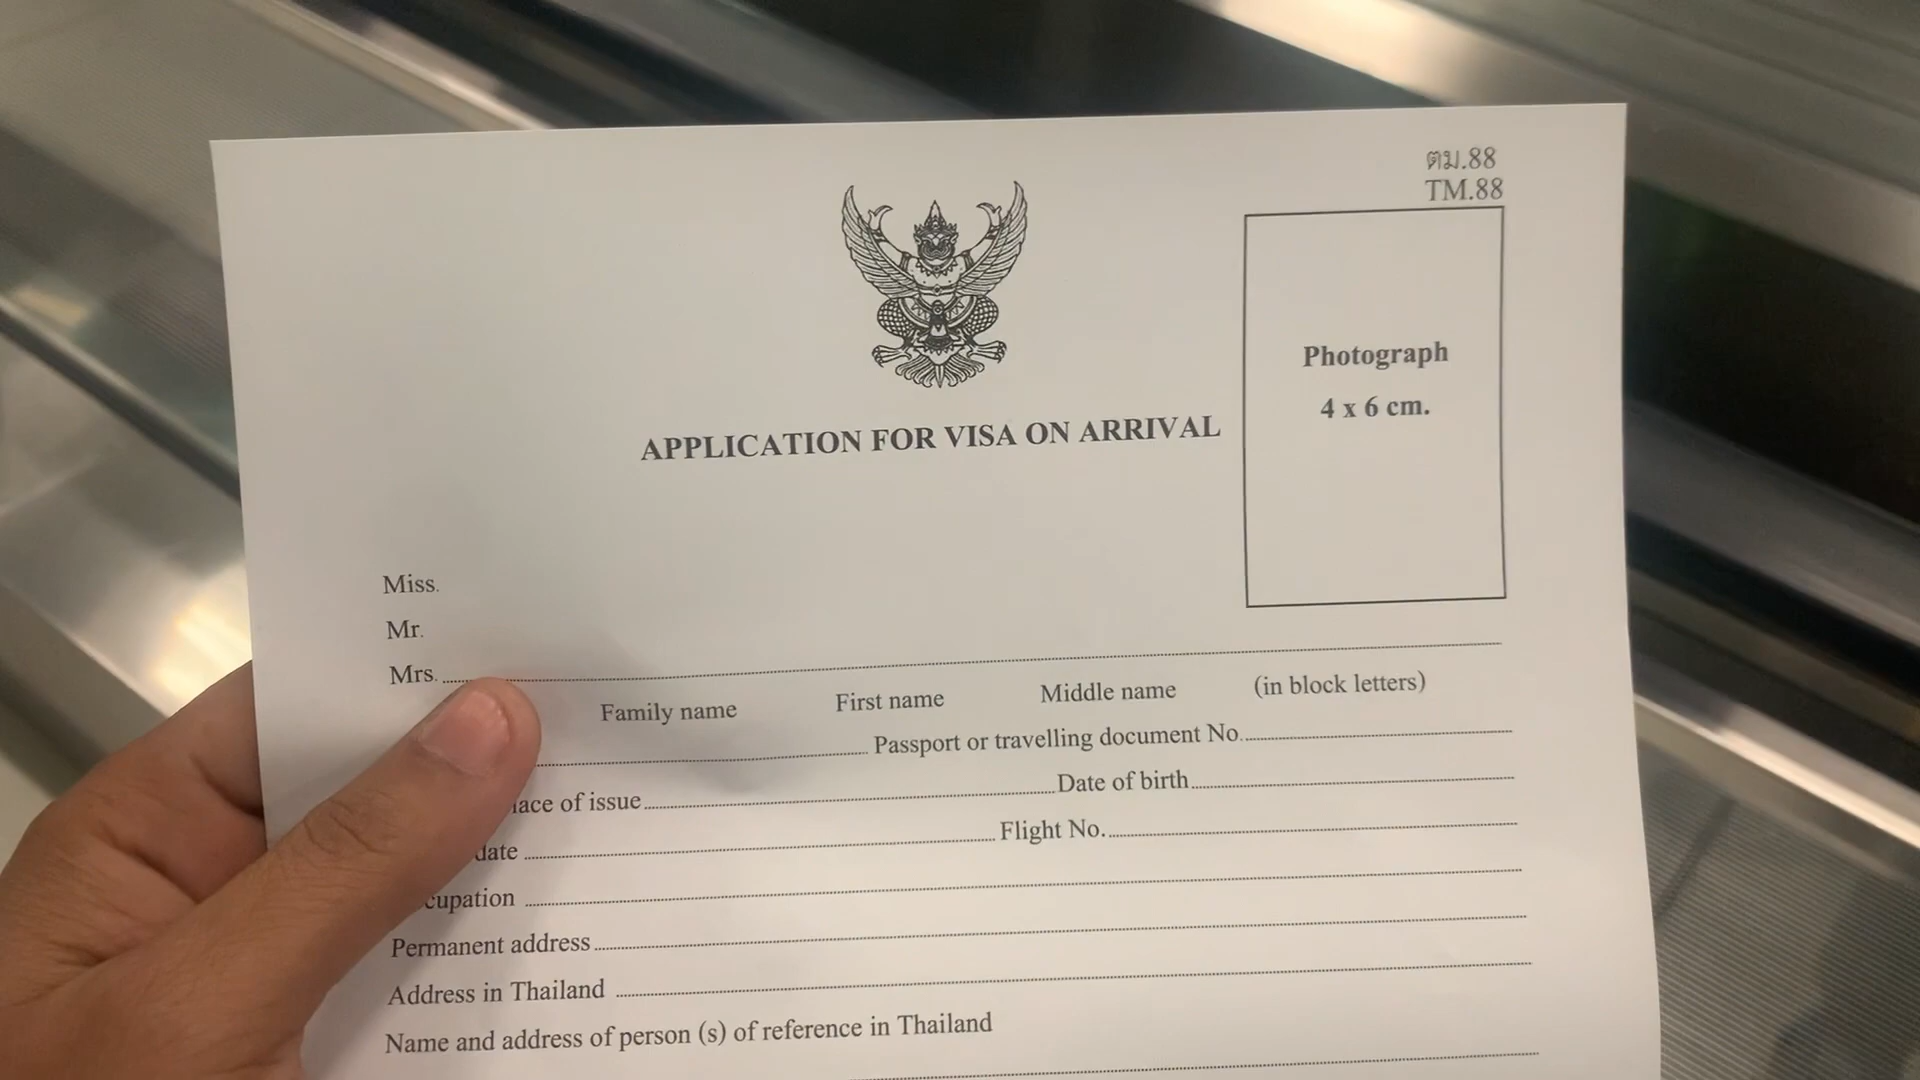 ตม.88
TM.88
Photograph
4 x 6 cm.
APPLICATION FOR VISA ON ARRIVAL
Miss.
Mr.
Mrs.
Family name First name Middle name (in block letters)
Passport or travelling document No.
of issue Date of birth
date Flight No.
Permanent address
Address in Thailand
Name and address of person (s) of reference in Thailand